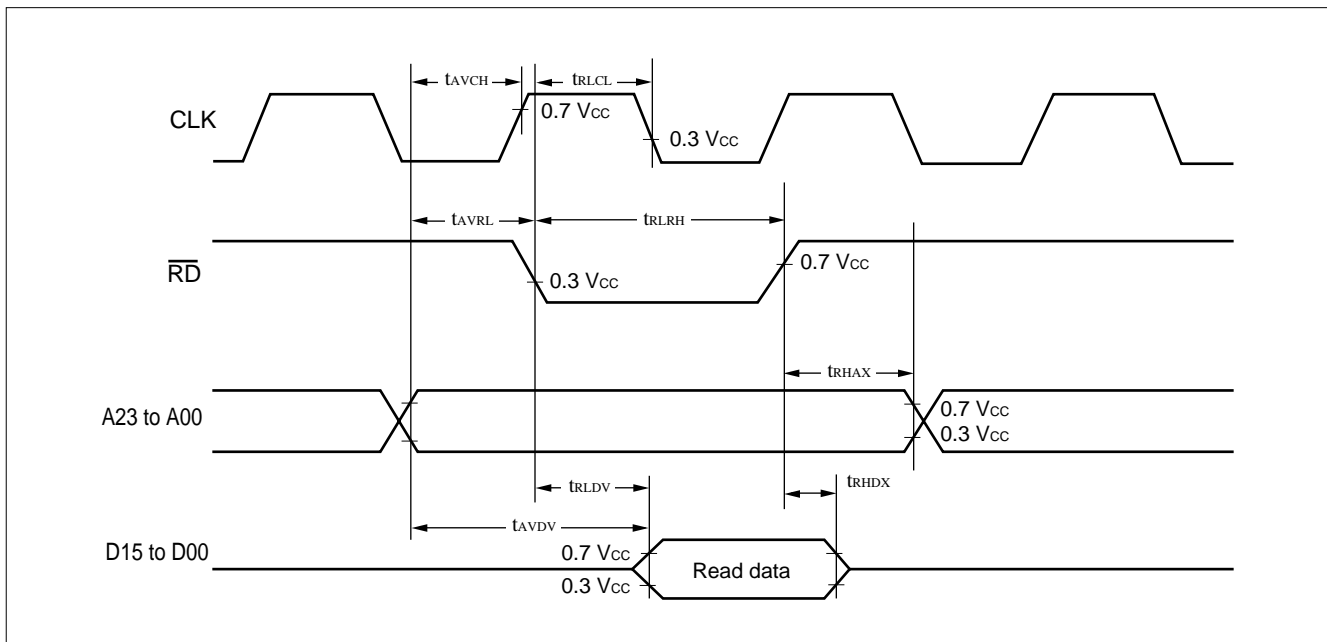 tAVCH
tRLCL
CLK
0.7 VCC
0.3 VCC
tAVRL
tRLRH
RD
0.3 VCC
0.7 VCC
tRHAX
A23 to A00
0.7 VCC
0.3 VCC
tRLDV
tRHDX
tAVDV
D15 to D00
0.7 VCC
0.3 VCC
Read data